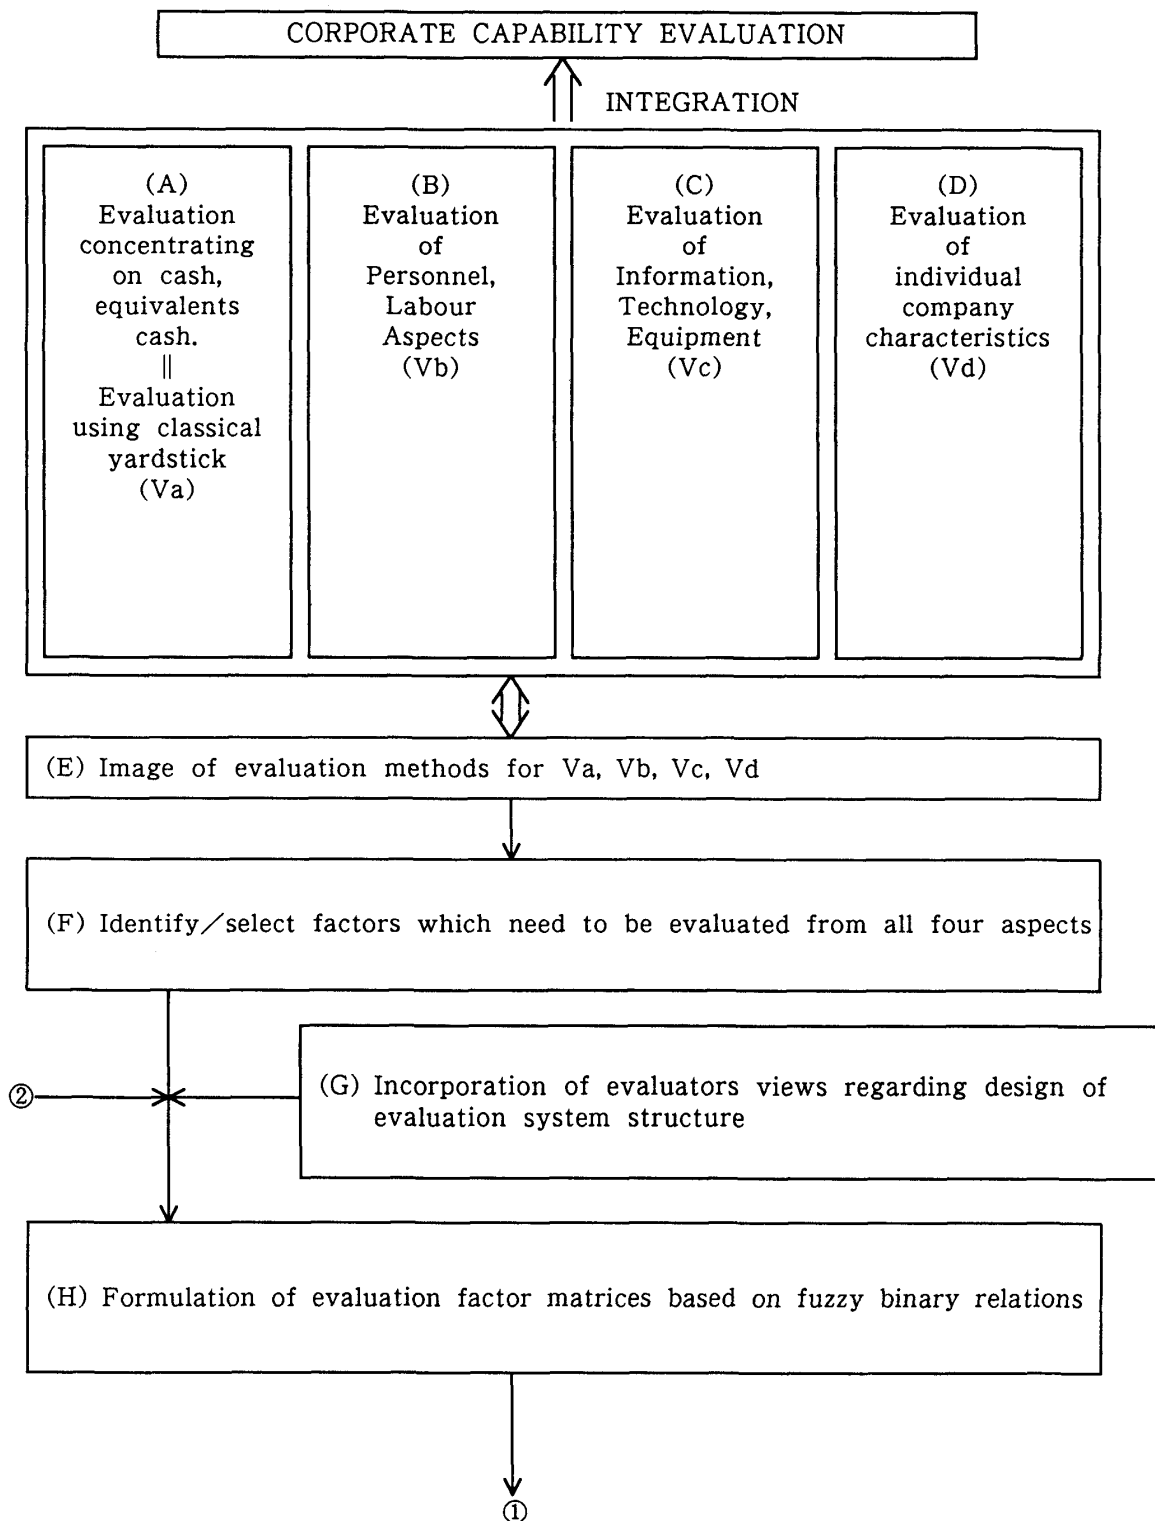 CORPORATE CAPABILITY EVALUATION
INTEGRATION
(A)
Evaluation
concentrating
on cash,
equivalents
cash.
||
Evaluation
using classical
yardstick
(Va)
(B)
Evaluation
of
Personnel,
Labour
Aspects
(Vb)
(C)
Evaluation
of
Information,
Technology,
Equipment
(Vc)
(D)
Evaluation
of
individual
company
characteristics
(Vd)
(E) Image of evaluation methods for Va, Vb, Vc, Vd
(F) Identify/select factors which need to be evaluated from all four aspects
②
(G) Incorporation of evaluators views regarding design of
evaluation system structure
(H) Formulation of evaluation factor matrices based on fuzzy binary relations
①